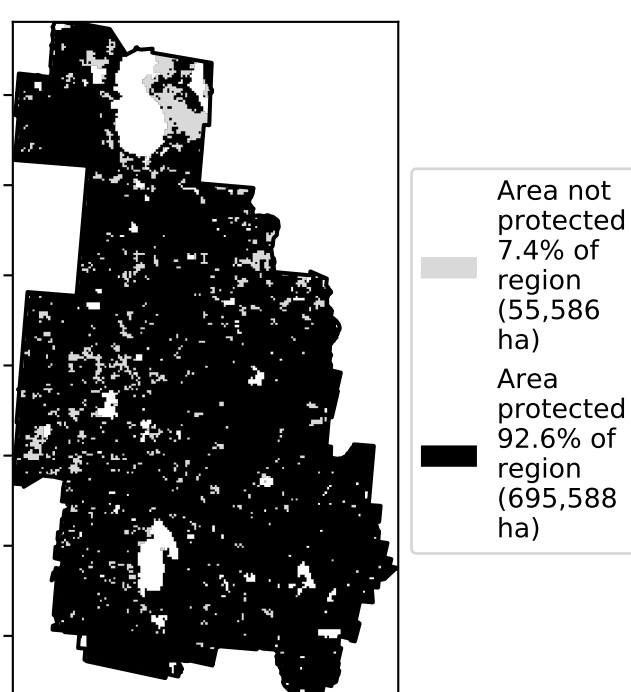 Area not
protected
7.4% of
region
(55,586
ha)
Area
protected
92.6% of
region
(695,588
ha)